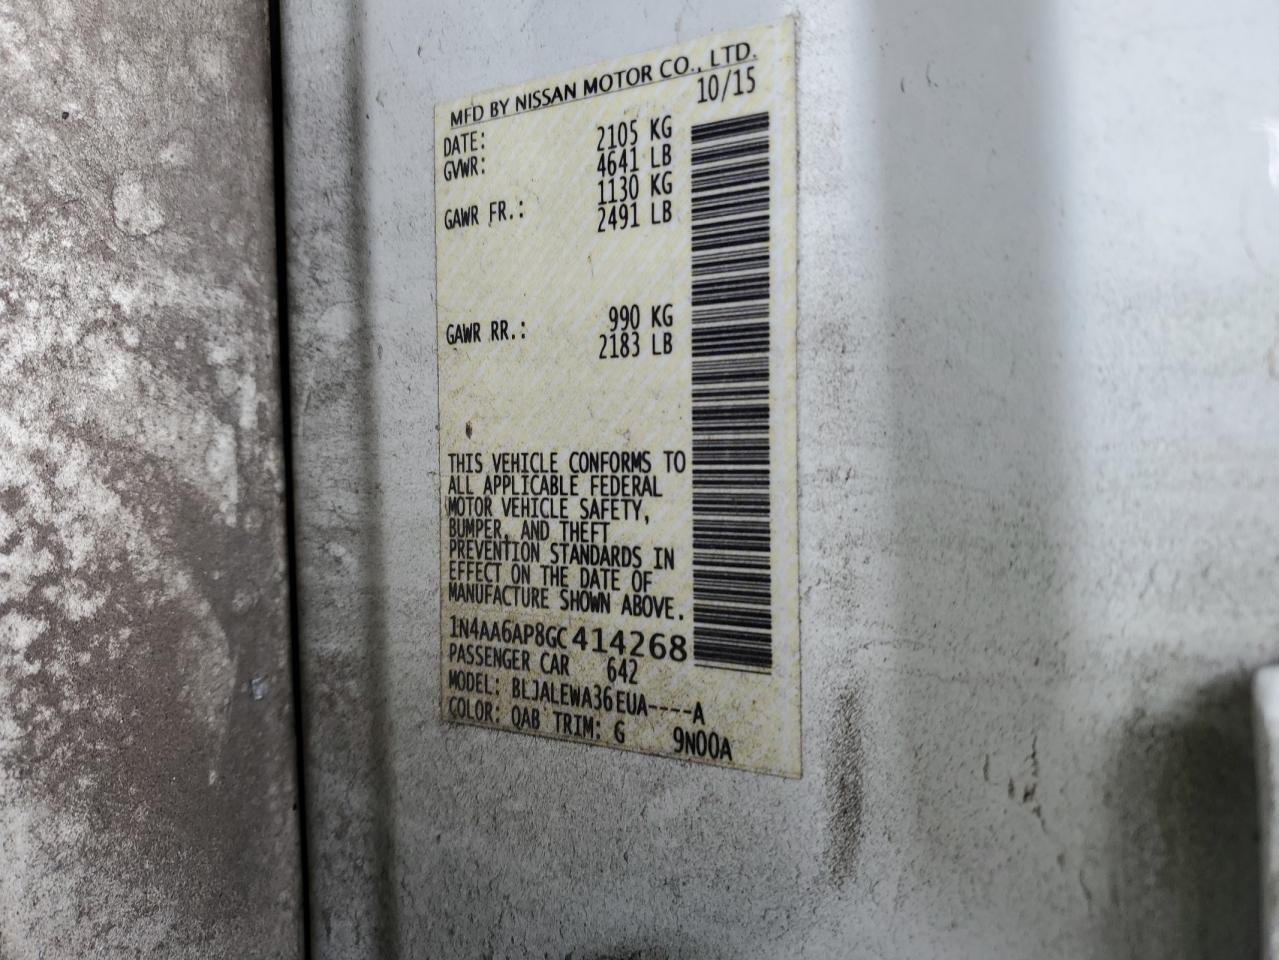 MFD BY NISSAN MOTOR CO., LTD.
DATE: 10/15
GVWR: 2105 KG
4641 LB
GAWR FR.: 1130 KG
2491 LB
GAWR RR.: 990 KG
2183 LB
THIS VEHICLE CONFORMS TO
ALL APPLICABLE FEDERAL
MOTOR VEHICLE SAFETY,
BUMPER, AND THEFT
PREVENTION STANDARDS IN
EFFECT ON THE DATE OF
MANUFACTURE SHOWN ABOVE.
1N4AA6AP8GC414268
PASSENGER CAR 642
MODEL: BLJALEWA36EUA----A
COLOR: QAB TRIM: G 9N00A